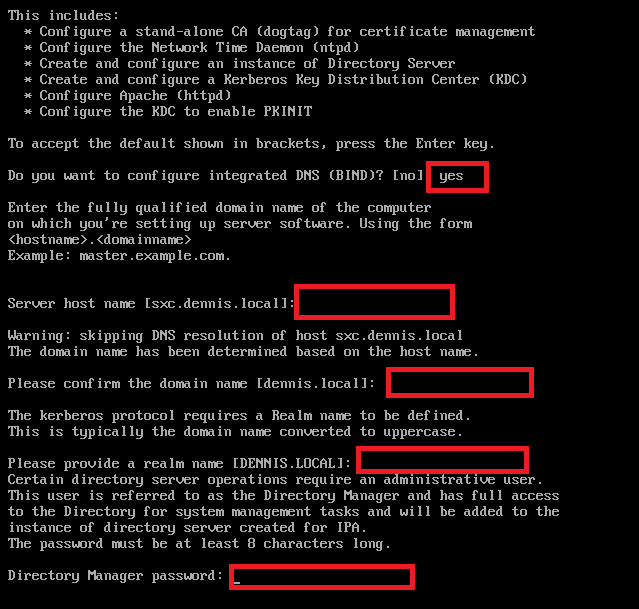 This includes:
* Configure a stand-alone CA (dogtag) for certificate management
* Configure the Network Time Daemon (ntpd)
* Create and configure an instance of Directory Server
* Create and configure a Kerberos Key Distribution Center (KDC)
* Configure Apache (httpd)
* Configure the KDC to enable PKINIT
To accept the default shown in brackets, press the Enter key.
Do you want to configure integrated DNS (BIND)? [no] yes
Enter the fully qualified domain name of the computer
on which you're setting up server software. Using the form
<hostname>.<domainname>
Example: master.example.com.
Server host name [sxc.dennis.local]:
Warning: skipping DNS resolution of host sxc.dennis.local
The domain name has been determined based on the host name.
Please confirm the domain name [dennis.local]:
The kerberos protocol requires a Realm name to be defined.
This is typically the domain name converted to uppercase.
Please provide a realm name [DENNIS.LOCAL]:
Certain directory server operations require an administrative user.
This user is referred to as the Directory Manager and has full access
to the Directory for system management tasks and will be added to the
instance of directory server created for IPA.
The password must be at least 8 characters long.
Directory Manager password: _